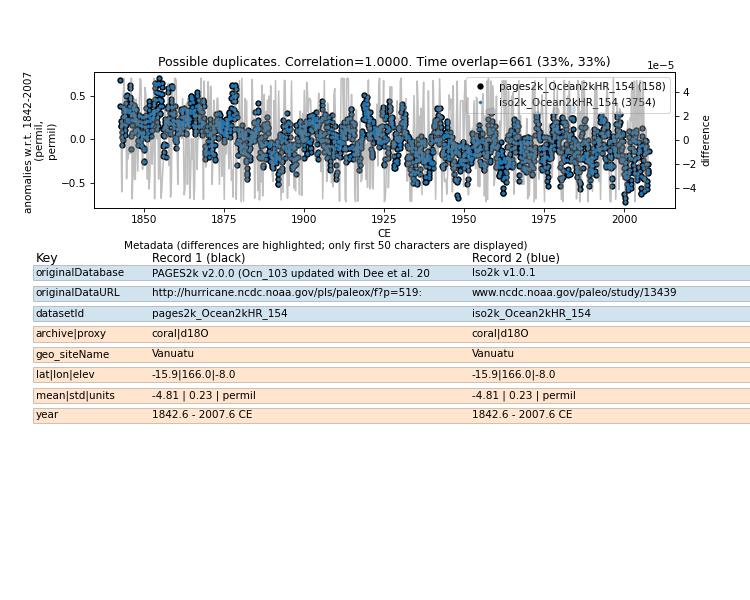 Possible duplicates. Correlation=1.0000. Time overlap=661 (33%, 33%)
1e−5
anomalies w.r.t. 1842-2007
(permil,
permil)
0.5
0.0
−0.5
pages2k_Ocean2kHR_154 (158)
iso2k_Ocean2kHR_154 (3754)
4
2
0
−2
−4
difference
1850 1875 1900 1925 1950 1975 2000
CE
Metadata (differences are highlighted; only first 50 characters are displayed)
Key Record 1 (black) Record 2 (blue)
originalDatabase PAGES2k v2.0.0 (Ocn_103 updated with Dee et al. 20 Iso2k v1.0.1
originalDataURL http://hurricane.ncdc.noaa.gov/pls/paleox/f?p=519: www.ncdc.noaa.gov/paleo/study/13439
datasetId pages2k_Ocean2kHR_154 iso2k_Ocean2kHR_154
archive|proxy coral|d18O coral|d18O
geo_siteName Vanuatu Vanuatu
lat|lon|elev -15.9|166.0|-8.0 -15.9|166.0|-8.0
mean|std|units -4.81 | 0.23 | permil -4.81 | 0.23 | permil
year 1842.6 - 2007.6 CE 1842.6 - 2007.6 CE